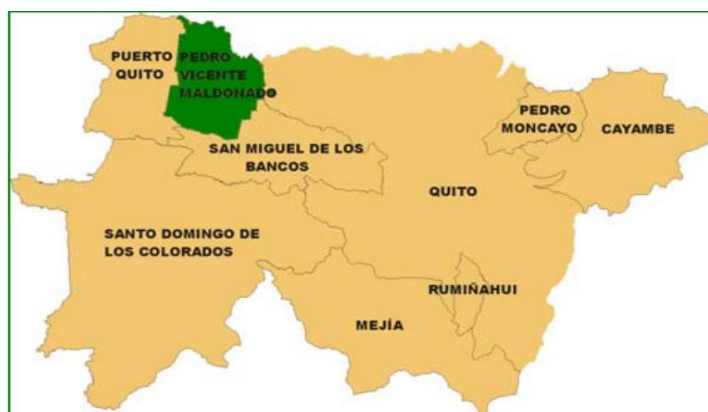 PUERTO
QUITO
PEDRO
VICENTE
MALDONADO
PEDRO
MONCAYO
CAYAMBE
SAN MIGUEL DE LOS
BANCOS
QUITO
SANTO DOMINGO DE
LOS COLORADOS
RUMIÑAHUI
MEJÍA